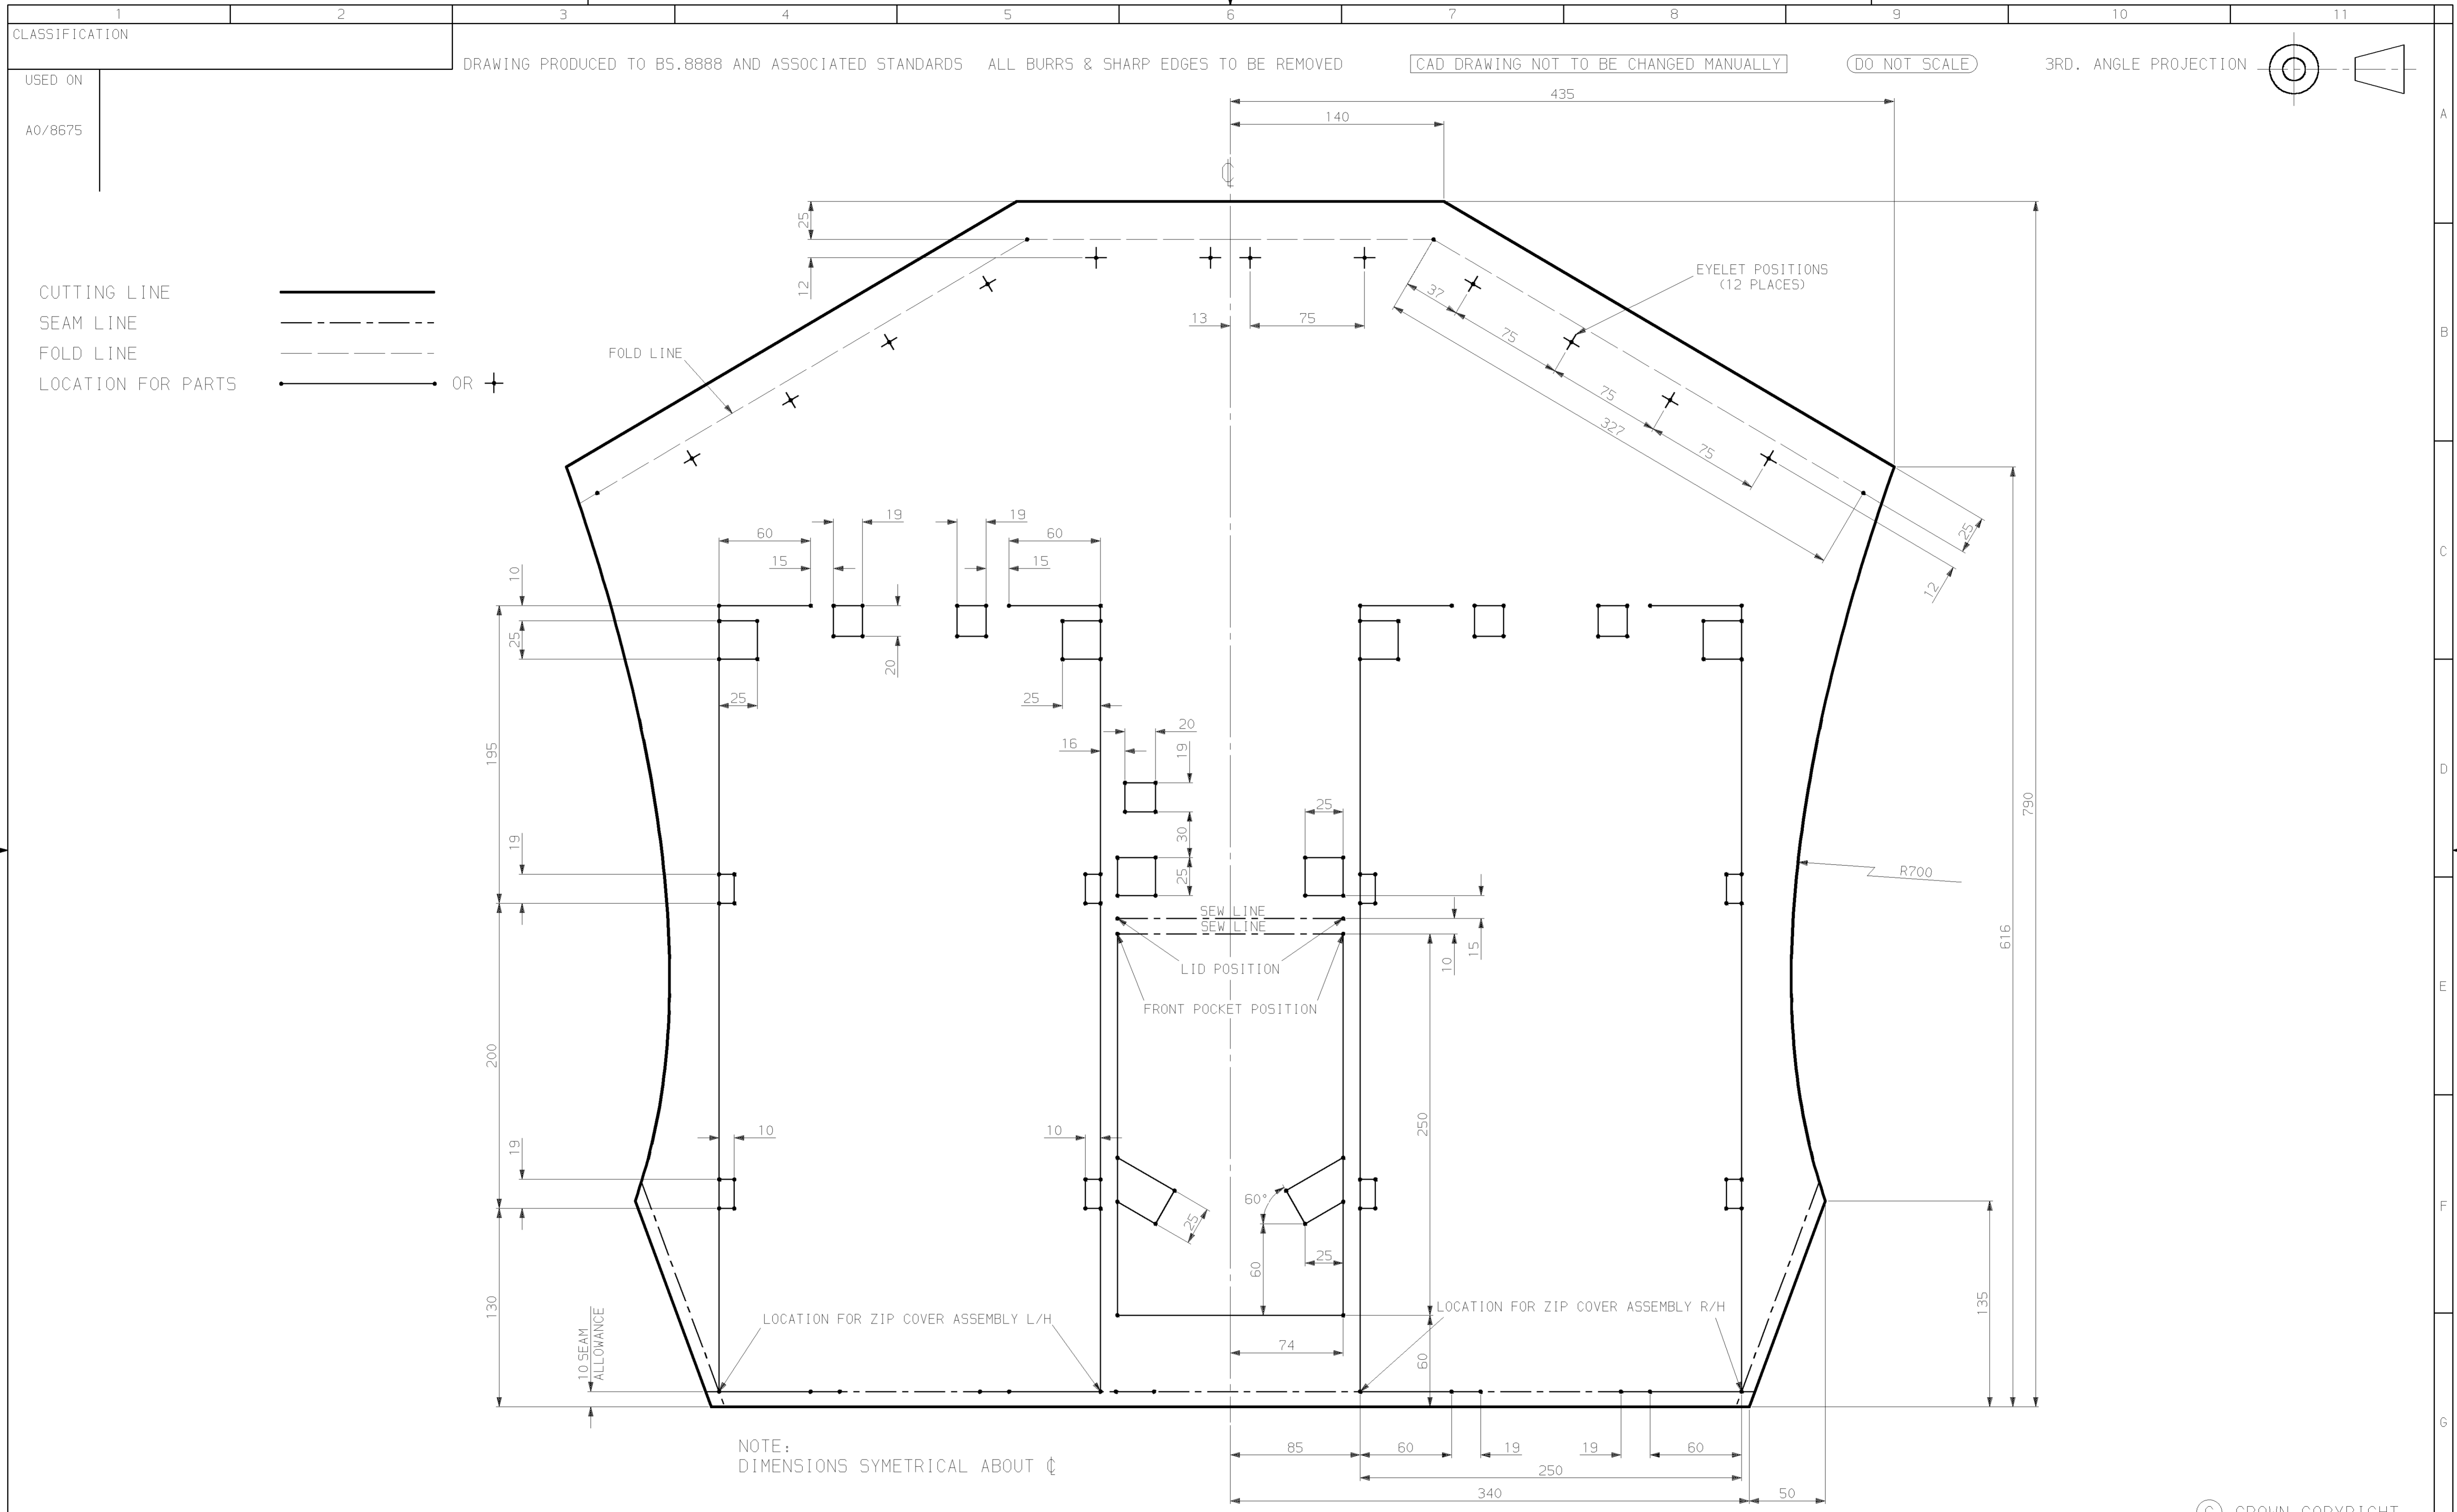 1 2 3 4 5 6 7 8 9 10 11
CLASSIFICATION
DRAWING PRODUCED TO BS.8888 AND ASSOCIATED STANDARDS ALL BURRS & SHARP EDGES TO BE REMOVED CAD DRAWING NOT TO BE CHANGED MANUALLY DO NOT SCALE 3RD. ANGLE PROJECTION
USED ON
A0/8675
435
140
A
℄
25
12
13
75
EYELET POSITIONS
(12 PLACES)
37
75
75
75
327
25
12
B
CUTTING LINE
SEAM LINE
FOLD LINE
LOCATION FOR PARTS OR
FOLD LINE
C
19
19
60
60
15
15
10
25
20
25
25
195
20
16
19
30
25
25
D
790
19
R700
SEW LINE
SEW LINE
616
15
10
LID POSITION
FRONT POCKET POSITION
E
200
250
10
10
19
60°
25
25
60
F
130
135
LOCATION FOR ZIP COVER ASSEMBLY L/H
LOCATION FOR ZIP COVER ASSEMBLY R/H
10 SEAM
ALLOWANCE
74
60
G
NOTE:
DIMENSIONS SYMETRICAL ABOUT ℄
85
60
19
19
60
250
340
50
© CROWN COPYRIGHT